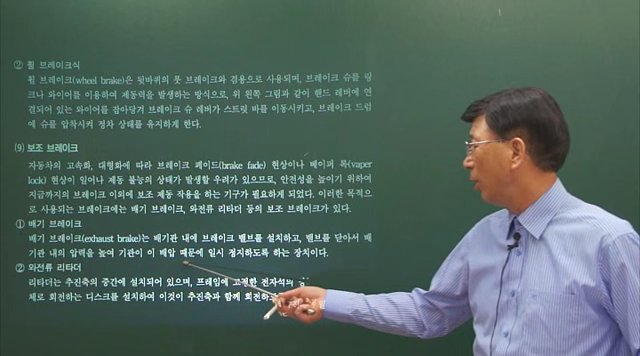 ② 휠 브레이크식
휠 브레이크(wheel brake)은 뒷바퀴의 풋 브레이크와 겸용으로 사용되며, 브레이크 슈를 링
크나 와이어를 이용하여 제동력을 발생하는 방식으로, 위 왼쪽 그림과 같이 핸드 레버에 연
결되어 있는 와이어를 잡아당겨 브레이크 슈 레버가 스트럿 바를 이동시키고, 브레이크 드럼
에 슈를 압착시켜 정차 상태를 유지하게 한다.
(9) 보조 브레이크
자동차의 고속화, 대형화에 따라 브레이크 페이드(brake fade) 현상이나 베이퍼 록(vaper
lock) 현상이 일어나 제동 불능의 상태가 발생할 우려가 있으므로, 안전성을 높이기 위하여
지금까지의 브레이크 이외에 보조 제동 작용을 하는 기구가 필요하게 되었다. 이러한 목적으
로 사용되는 브레이크에는 배기 브레이크, 와전류 리타더 등의 보조 브레이크가 있다.
① 배기 브레이크
배기 브레이크(exhaust brake)는 배기관 내에 브레이크 밸브를 설치하고, 밸브를 닫아서 배
기관 내의 압력을 높여 기관이 이 배압 때문에 일시 정지하도록 하는 장치이다.
② 와전류 리타더
리타더는 추진축의 중간에 설치되어 있으며, 프레임에 고정한 전자석의
체로 회전하는 디스크를 설치하여 이것이 추진축과 함께